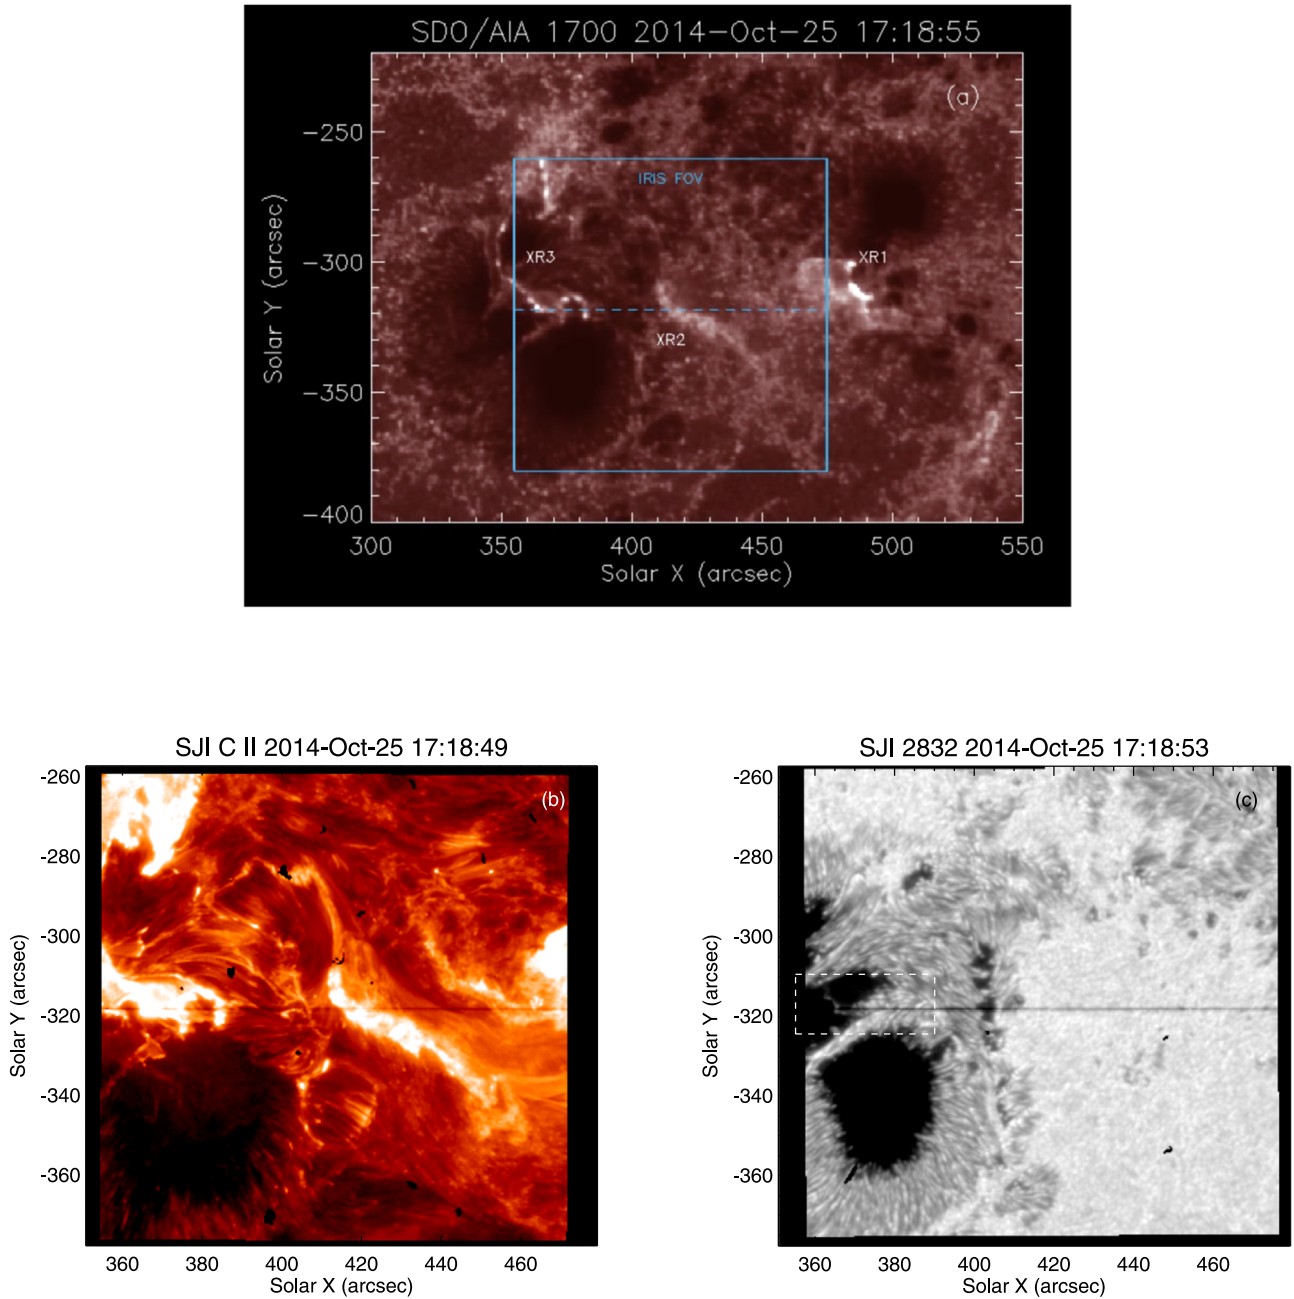 SDO/AIA 1700 2014-Oct-25 17:18:55
(a)
IRIS FOV
XR3
XR1
XR2
Solar Y (arcsec)
-250
-300
-350
-400
300 350 400 450 500 550
Solar X (arcsec)
SJI C II 2014-Oct-25 17:18:49
(b)
Solar Y (arcsec)
-260
-280
-300
-320
-340
-360
360 380 400 420 440 460
Solar X (arcsec)
SJI 2832 2014-Oct-25 17:18:53
(c)
Solar Y (arcsec)
-260
-280
-300
-320
-340
-360
360 380 400 420 440 460
Solar X (arcsec)